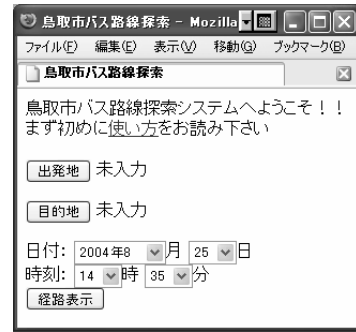 鳥取市バス路線探索 - Mozilla
ファイル(F) 編集(E) 表示(V) 移動(G) ブックマーク(B)
鳥取市バス路線探索
鳥取市バス路線探索システムへようこそ！！
まず初めに使い方をお読み下さい
出発地 未入力
目的地 未入力
日付: 2004年8 月 25 日
時刻: 14 時 35 分
経路表示